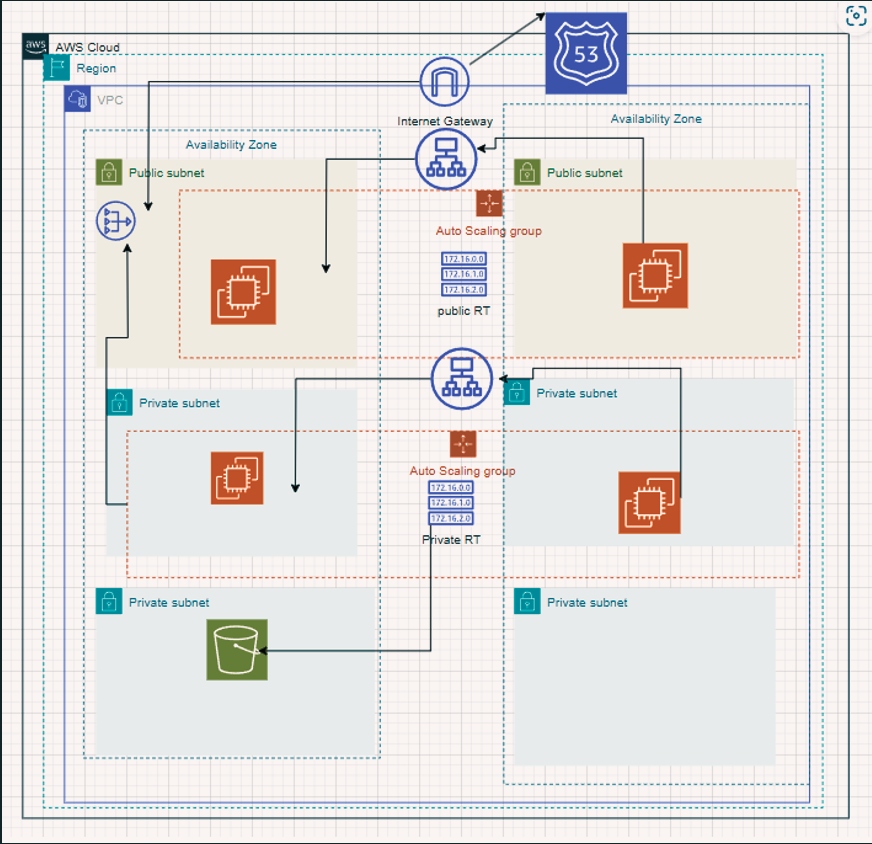 53
aws
AWS Cloud
Region
VPC
Internet Gateway
Availability Zone
Availability Zone
Public subnet
Public subnet
Auto Scaling group
172.16.0.0
172.16.1.0
172.16.2.0
public RT
Private subnet
Private subnet
Auto Scaling group
172.16.0.0
172.16.1.0
172.16.2.0
Private RT
Private subnet
Private subnet